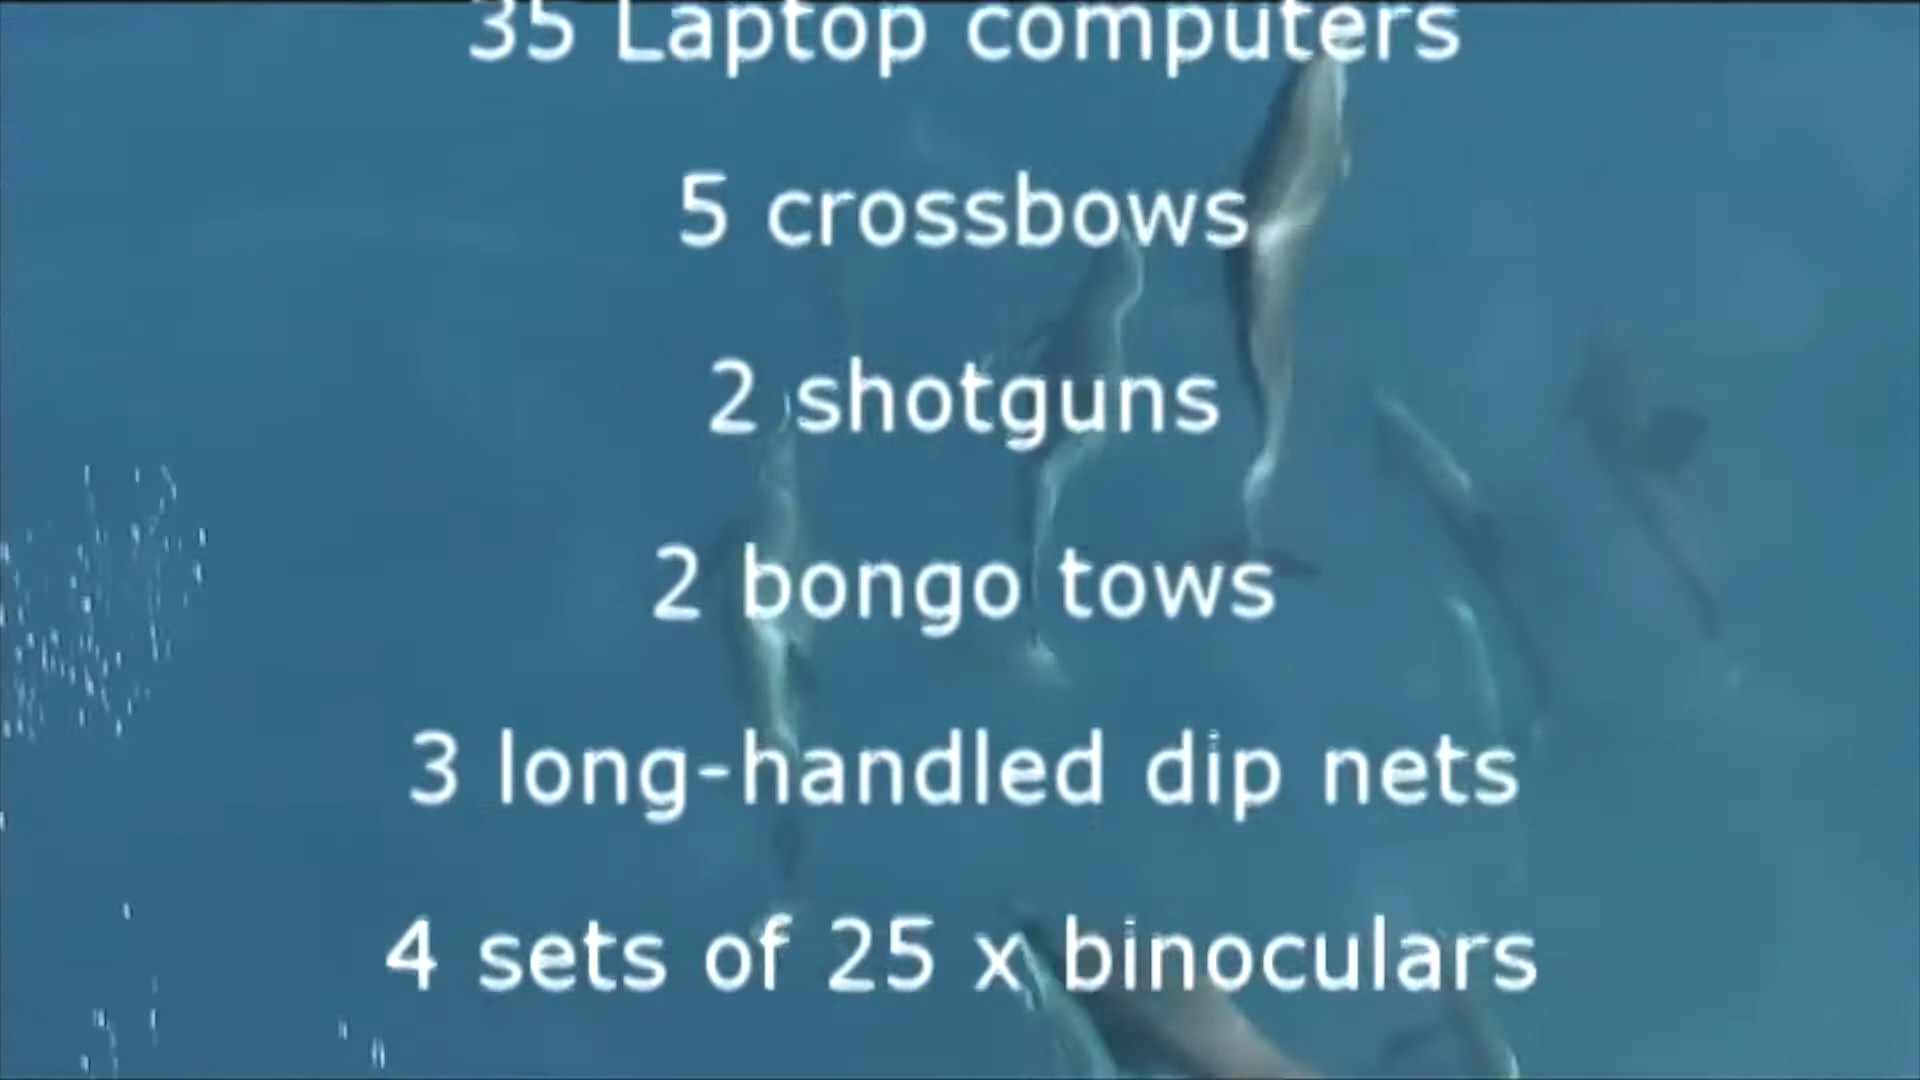 35 Laptop computers
5 crossbows
2 shotguns
2 bongo tows
3 long-handled dip nets
4 sets of 25 x binoculars